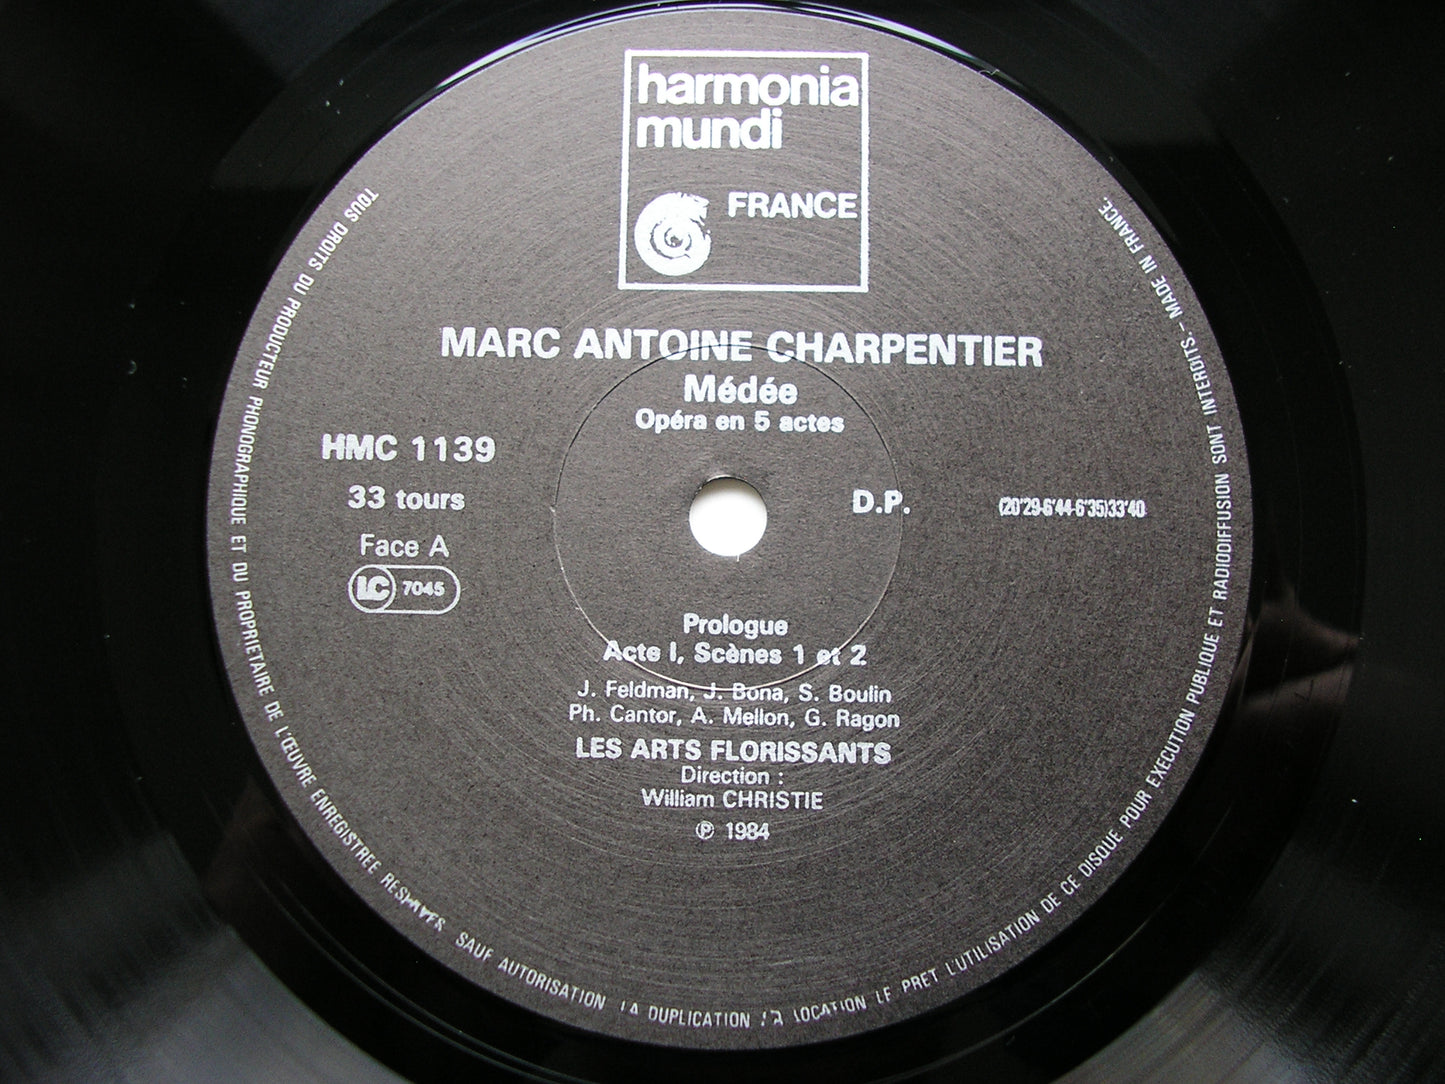 harmonia
mundi
FRANCE
MARC ANTOINE CHARPENTIER
Médée
Opéra en 5 actes
HMC 1139
33 tours
D.P.
(20'29-6'44-6'35)33'40
Face A
LC 7045
Prologue
Acte I, Scènes 1 et 2
J. Feldman, J. Bona, S. Boulin
Ph. Cantor, A. Mellon, G. Ragon
LES ARTS FLORISSANTS
Direction :
William CHRISTIE
℗ 1984
TOUS DROITS DU PRODUCTEUR PHONOGRAPHIQUE ET DU PROPRIETAIRE DE L'ŒUVRE ENREGISTREE RESERVES SAUF AUTORISATION LA DUPLICATION LA LOCATION LE PRET L'UTILISATION DE CE DISQUE POUR EXECUTION PUBLIQUE ET RADIODIFFUSION SONT INTERDITS.- MADE IN FRANCE.